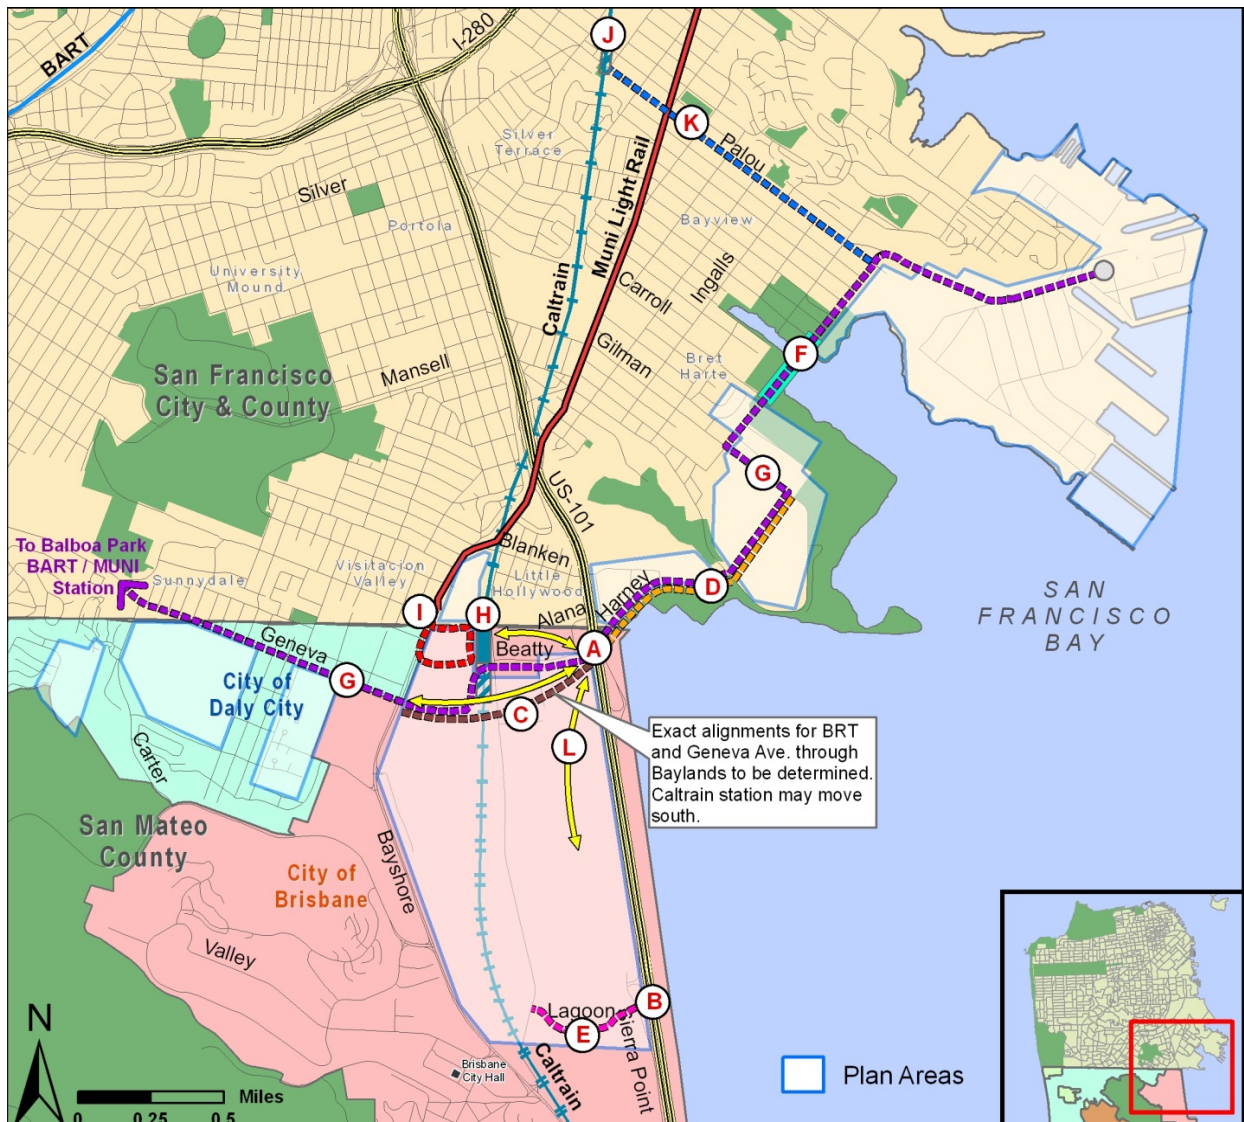 J
BART
I-280
K
Silver
Terrace
Palou
Silver
Muni Light Rail
Portola
Bayview
University
Mound
Caltrain
Carroll
Ingalls
Gilman
F
Bret
Harte
Mansell
San Francisco
City & County
G
US-101
Blanken
To Balboa Park
BART / MUNI
Station
Sunnydale
Visitacion
Valley
Little
Hollywood
Harney
D
SAN
FRANCISCO
BAY
I
H
Alana
Geneva
Beatty
A
G
City of
Daly City
C
L
Exact alignments for BRT
and Geneva Ave. through
Baylands to be determined.
Caltrain station may move
south.
Carter
San Mateo
County
Bayshore
City of
Brisbane
Valley
B
Lagoon
E
Sierra Point
N
Caltrain
Brisbane
City Hall
Plan Areas
Miles
0 0.25 0.5